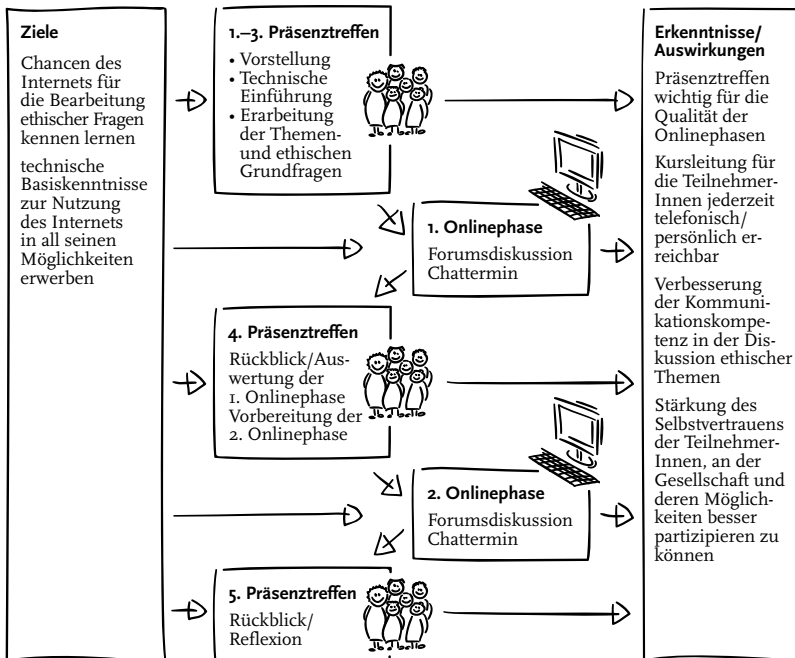 Ziele
Chancen des
Internets für
die Bearbeitung
ethischer Fragen
kennen lernen
technische
Basiskenntnisse
zur Nutzung
des Internets
in all seinen
Möglichkeiten
erwerben
1.–3. Präsenztreffen
• Vorstellung
• Technische
Einführung
• Erarbeitung
der Themen-
und ethischen
Grundfragen
1. Onlinephase
Forumsdiskussion
Chattermin
4. Präsenztreffen
Rückblick/Aus-
wertung der
1. Onlinephase
Vorbereitung der
2. Onlinephase
2. Onlinephase
Forumsdiskussion
Chattermin
5. Präsenztreffen
Rückblick/
Reflexion
Erkenntnisse/
Auswirkungen
Präsenztreffen
wichtig für die
Qualität der
Onlinephasen
Kursleitung für
die Teilnehmer-
Innen jederzeit
telefonisch/
persönlich er-
reichbar
Verbesserung
der Kommuni-
kationskompe-
tenz in der Dis-
kussion ethischer
Themen
Stärkung des
Selbstvertrauens
der Teilnehmer-
Innen, an der
Gesellschaft und
deren Möglich-
keiten besser
partizipieren zu
können